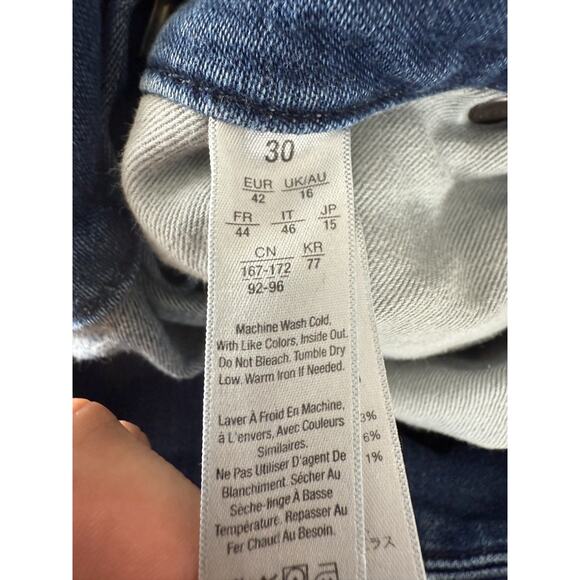 30
EUR UK/AU
42 16
FR IT JP
44 46 15
CN KR
167-172 77
92-96
Machine Wash Cold,
With Like Colors, Inside Out.
Do Not Bleach. Tumble Dry
Low. Warm Iron If Needed.
Laver À Froid En Machine,
à L'envers, Avec Couleurs
Similaires.
Ne Pas Utiliser D'agent De
Blanchiment. Sécher Au
Sèche-linge À Basse
Température. Repasser Au
Fer Chaud Au Besoin.
3%
6%
1%
ラス